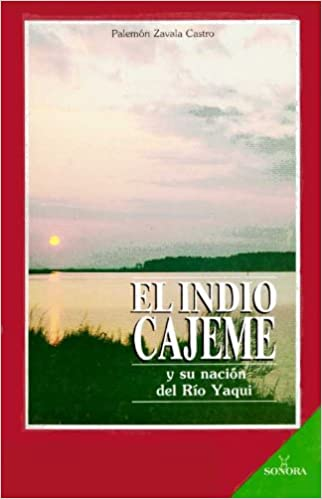 Palemón Zavala Castro
EL INDIO
CAJEME
y su nación
del Río Yaqui
SONORA